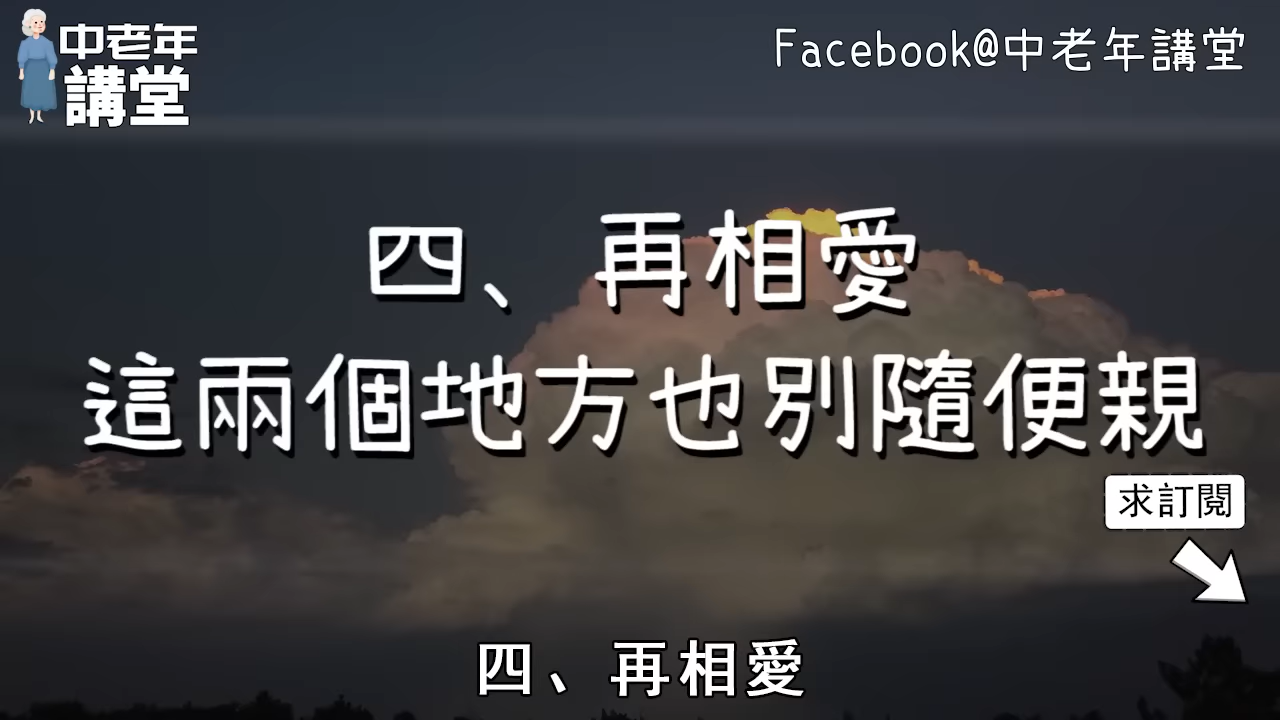 中老年
講堂
Facebook@中老年講堂
四、再相愛
這兩個地方也別隨便親
求訂閱
四、再相愛